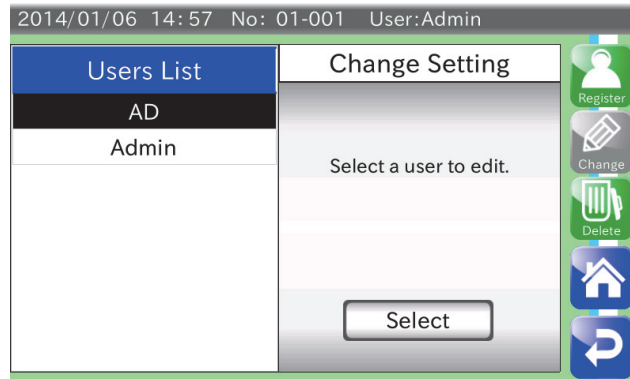 2014/01/06 14:57 No: 01-001 User:Admin
Users List
AD
Admin
Change Setting
Select a user to edit.
Select
Register
Change
Delete